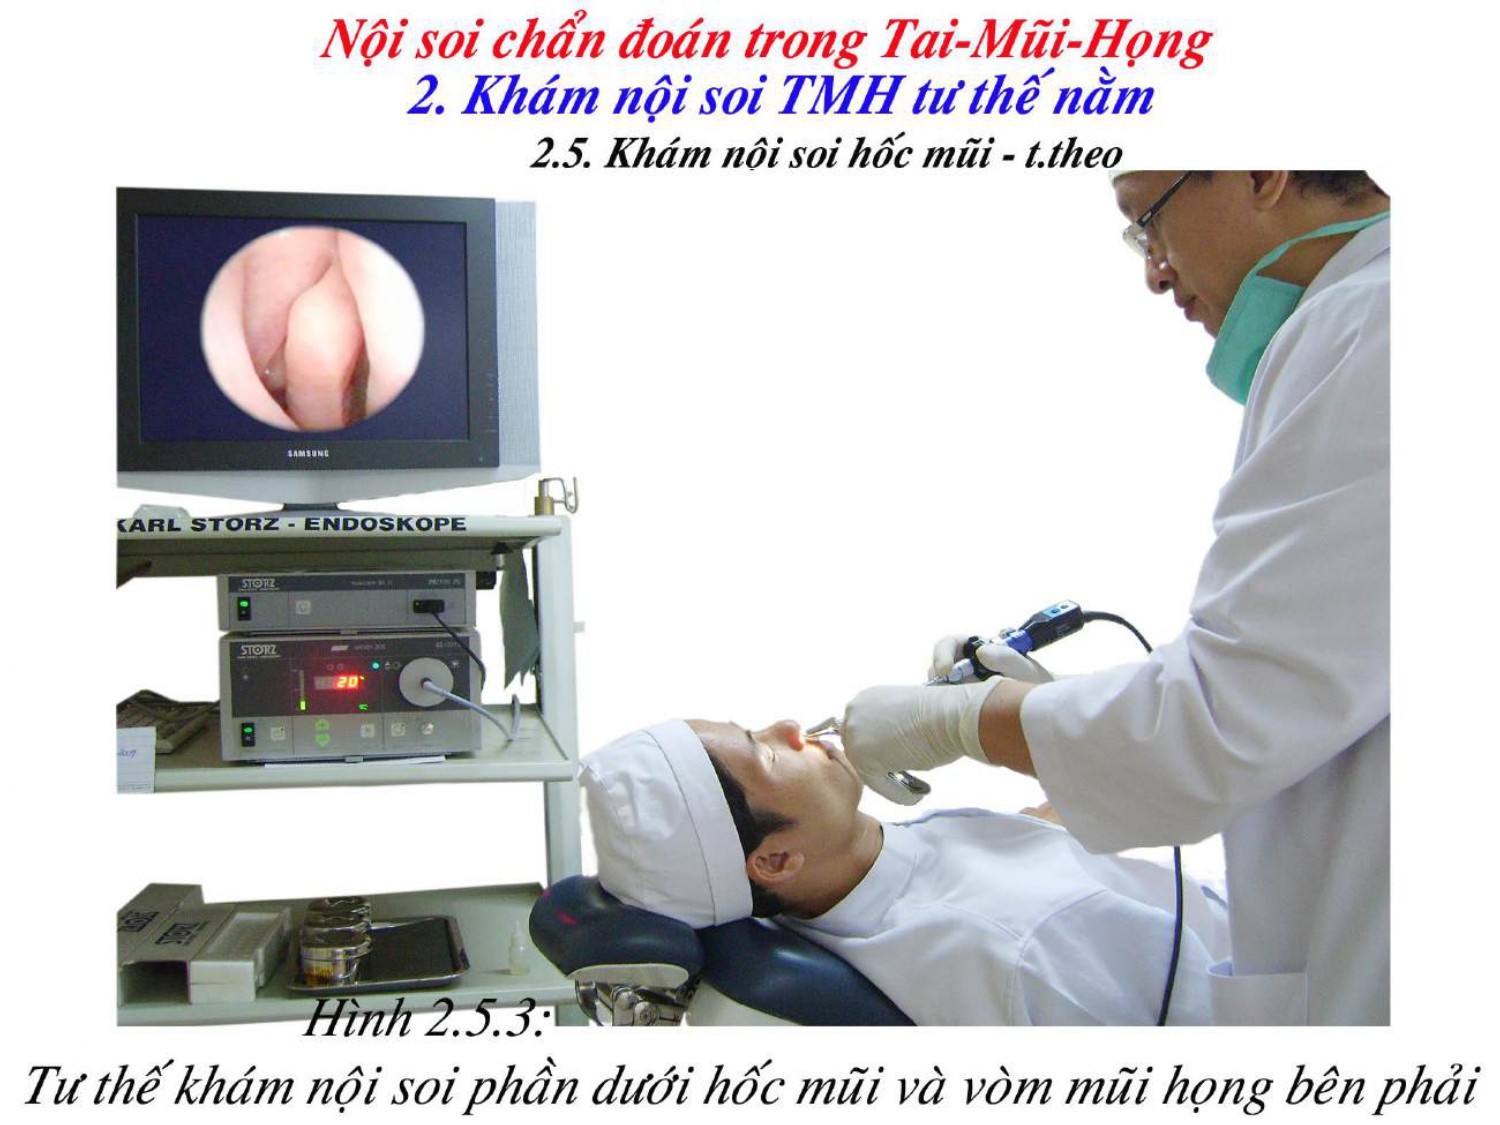 Nội soi chẩn đoán trong Tai-Mũi-Họng
2. Khám nội soi TMH tư thế nằm
2.5. Khám nội soi hốc mũi - t.theo
SAMSUNG
KARL STORZ - ENDOSKOPE
STORZ
STORZ
20
STORZ
Hình 2.5.3:
Tư thế khám nội soi phần dưới hốc mũi và vòm mũi họng bên phải